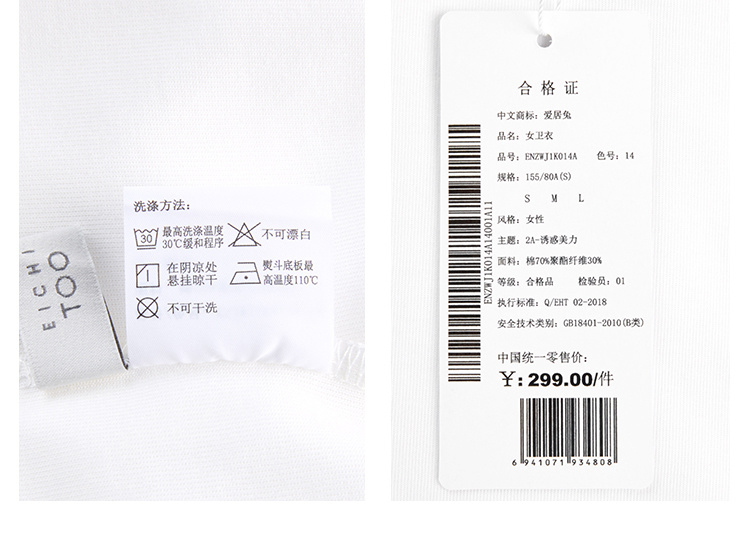 洗涤方法：
30
最高洗涤温度
30℃缓和程序
不可漂白
在阴凉处
悬挂晾干
熨斗底板最
高温度110℃
不可干洗
EICHI
TOO
合格证
中文商标：爱居兔
品名：女卫衣
品号：ENZWJ1K014A 色号：14
规格：155/80A(S)
S M L
风格：女性
主题：2A-诱惑美力
面料：棉70%聚酯纤维30%
等级：合格品 检验员：01
执行标准：Q/EHT 02-2018
安全技术类别：GB18401-2010(B类)
中国统一零售价：
￥：299.00/件
ENZWJ1K014A14001A11
6 941071 934808